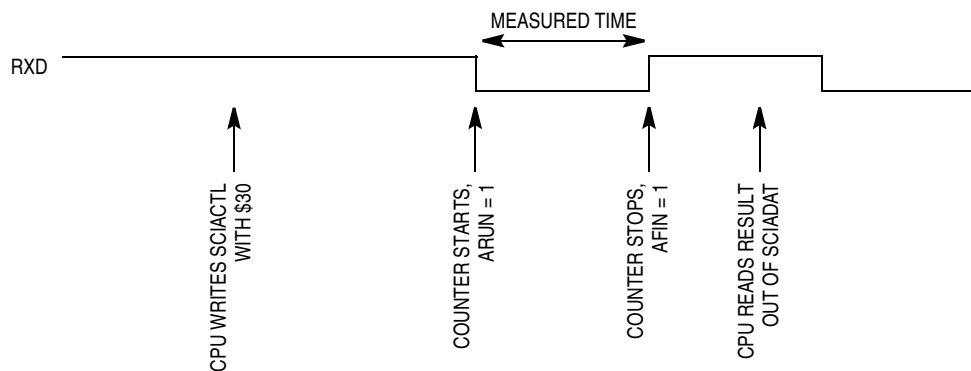 MEASURED TIME
RXD
CPU WRITES SCIACTL
WITH $30
COUNTER STARTS,
ARUN = 1
COUNTER STOPS,
AFIN = 1
CPU READS RESULT
OUT OF SCIADAT